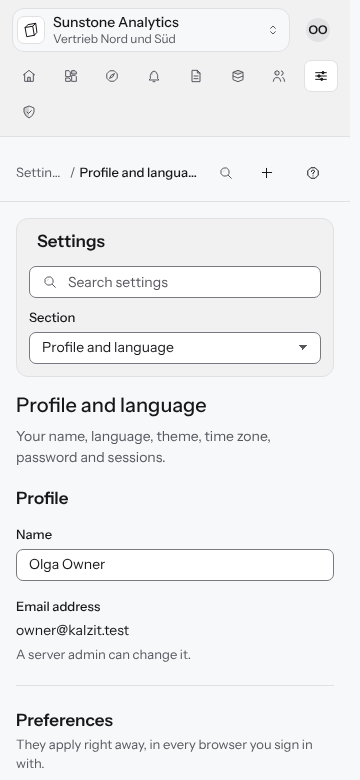 Sunstone Analytics
Vertrieb Nord und Süd
OO
Settin... / Profile and langua...
Settings
Search settings
Section
Profile and language
Profile and language
Your name, language, theme, time zone,
password and sessions.
Profile
Name
Olga Owner
Email address
owner@kalzit.test
A server admin can change it.
Preferences
They apply right away, in every browser you sign in
with.